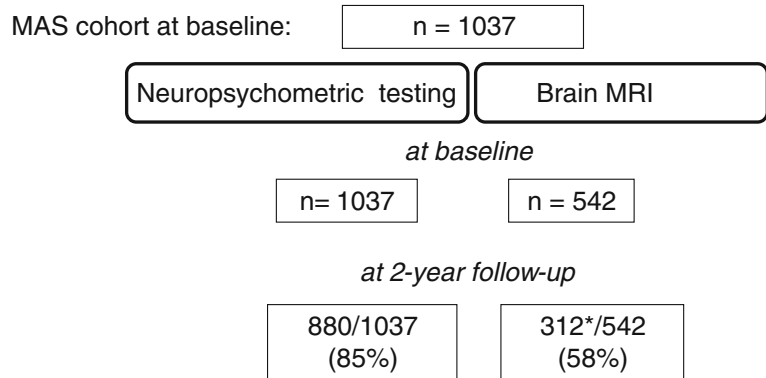 MAS cohort at baseline: n = 1037
Neuropsychometric testing Brain MRI
at baseline
n= 1037 n = 542
at 2-year follow-up
880/1037 312*/542
(85%) (58%)